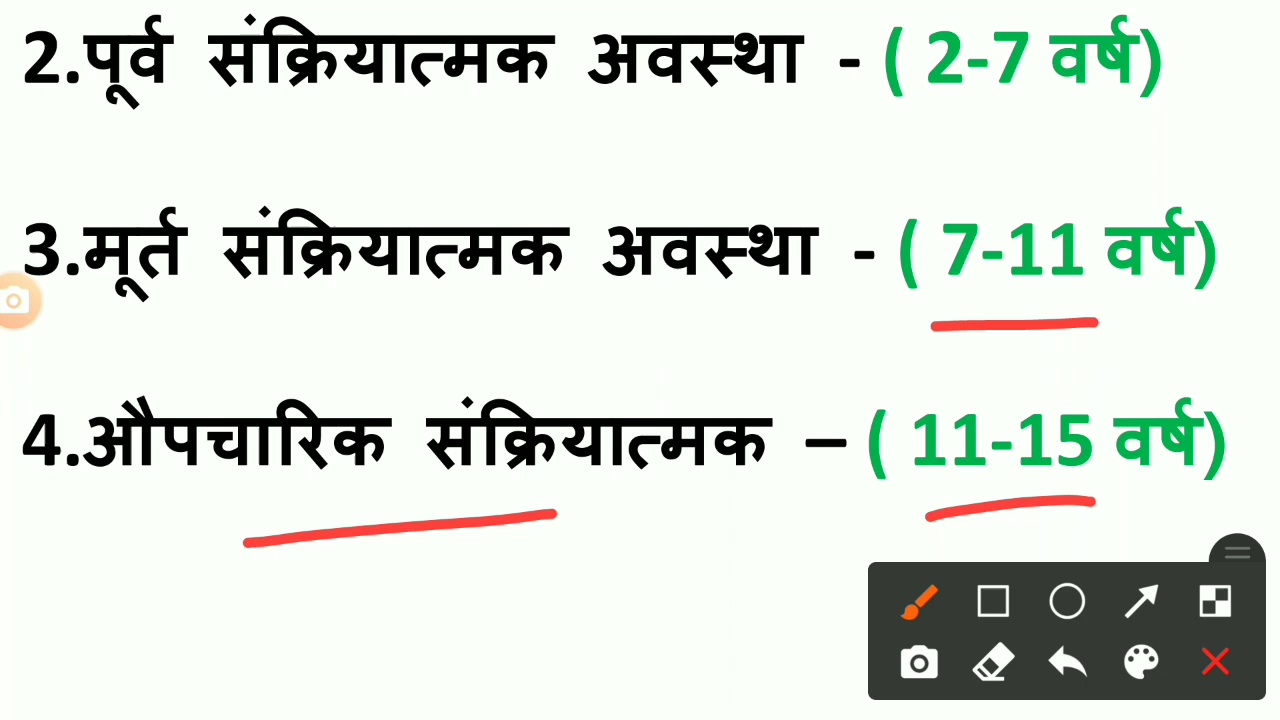 2.पूर्व संक्रियात्मक अवस्था - ( 2-7 वर्ष)
3.मूर्त संक्रियात्मक अवस्था - ( 7-11 वर्ष)
4.औपचारिक संक्रियात्मक – ( 11-15 वर्ष)